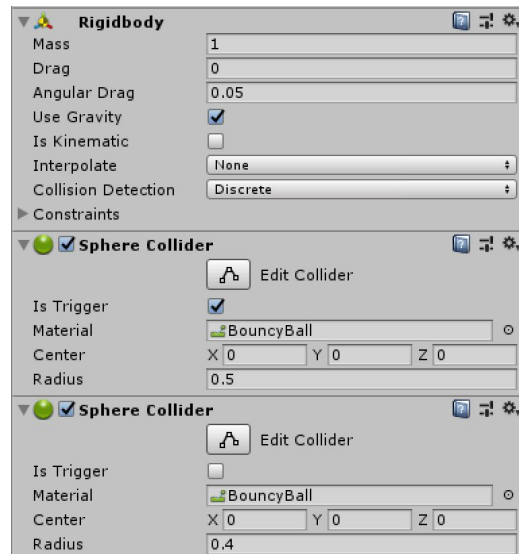 Rigidbody
Mass 1
Drag 0
Angular Drag 0.05
Use Gravity
Is Kinematic
Interpolate None
Collision Detection Discrete
Constraints
Sphere Collider
Edit Collider
Is Trigger
Material BouncyBall
Center X 0 Y 0 Z 0
Radius 0.5
Sphere Collider
Edit Collider
Is Trigger
Material BouncyBall
Center X 0 Y 0 Z 0
Radius 0.4